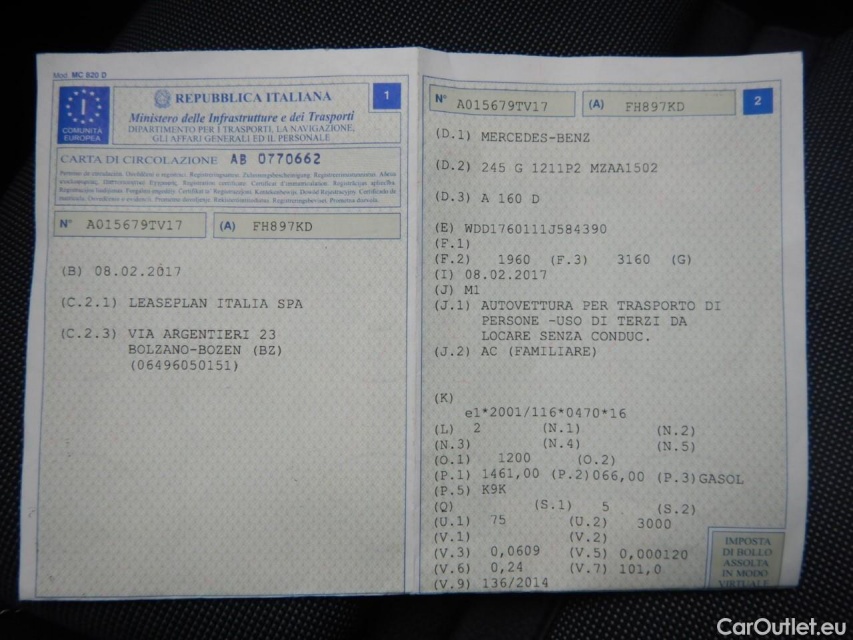 Mod. MC 820 D
I
COMUNITÀ
EUROPEA
REPUBBLICA ITALIANA
1
Ministero delle Infrastrutture e dei Trasporti
DIPARTIMENTO PER I TRASPORTI, LA NAVIGAZIONE,
GLI AFFARI GENERALI ED IL PERSONALE
CARTA DI CIRCOLAZIONE AB 0770662
N° A015679TV17 (A) FH897KD
(B) 08.02.2017
(C.2.1) LEASEPLAN ITALIA SPA
(C.2.3) VIA ARGENTIERI 23
BOLZANO-BOZEN (BZ)
(06496050151)
N° A015679TV17 (A) FH897KD 2
(D.1) MERCEDES-BENZ
(D.2) 245 G 1211P2 MZAA1502
(D.3) A 160 D
(E) WDD1760111J584390
(F.1)
(F.2) 1960 (F.3) 3160 (G)
(I) 08.02.2017
(J) M1
(J.1) AUTOVETTURA PER TRASPORTO DI
PERSONE -USO DI TERZI DA
LOCARE SENZA CONDUC.
(J.2) AC (FAMILIARE)
(K)
e1*2001/116*0470*16
(L) 2 (N.1) (N.2)
(N.3) (N.4) (N.5)
(O.1) 1200 (O.2)
(P.1) 1461,00 (P.2)066,00 (P.3)GASOL
(P.5) K9K
(Q) (S.1) 5 (S.2)
(U.1) 75 (U.2) 3000
(V.1) (V.2)
(V.3) 0,0609 (V.5) 0,000120
(V.6) 0,24 (V.7) 101,0
(V.9) 136/2014
IMPOSTA
DI BOLLO
ASSOLTA
IN MODO
VIRTUALE
CarOutlet.eu